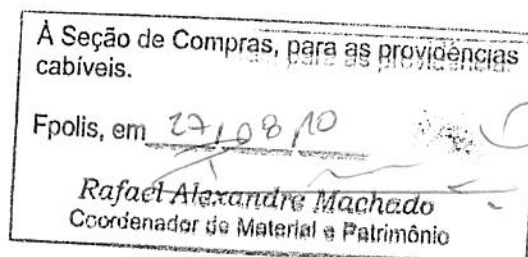 À Seção de Compras, para as providências
cabíveis.
Fpolis, em 27/08/10
Rafael Alexandre Machado
Coordenador de Material e Patrimônio